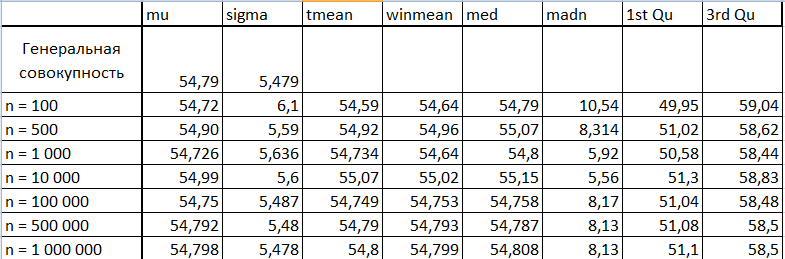 mu sigma tmean winmean med madn 1st Qu 3rd Qu
Генеральная
совокупность 54,79 5,479
n = 100 54,72 6,1 54,59 54,64 54,79 10,54 49,95 59,04
n = 500 54,90 5,59 54,92 54,96 55,07 8,314 51,02 58,62
n = 1 000 54,726 5,636 54,734 54,64 54,8 5,92 50,58 58,44
n = 10 000 54,99 5,6 55,07 55,02 55,15 5,56 51,3 58,83
n = 100 000 54,75 5,487 54,749 54,753 54,758 8,17 51,04 58,48
n = 500 000 54,792 5,48 54,79 54,793 54,787 8,13 51,08 58,5
n = 1 000 000 54,798 5,478 54,8 54,799 54,808 8,13 51,1 58,5